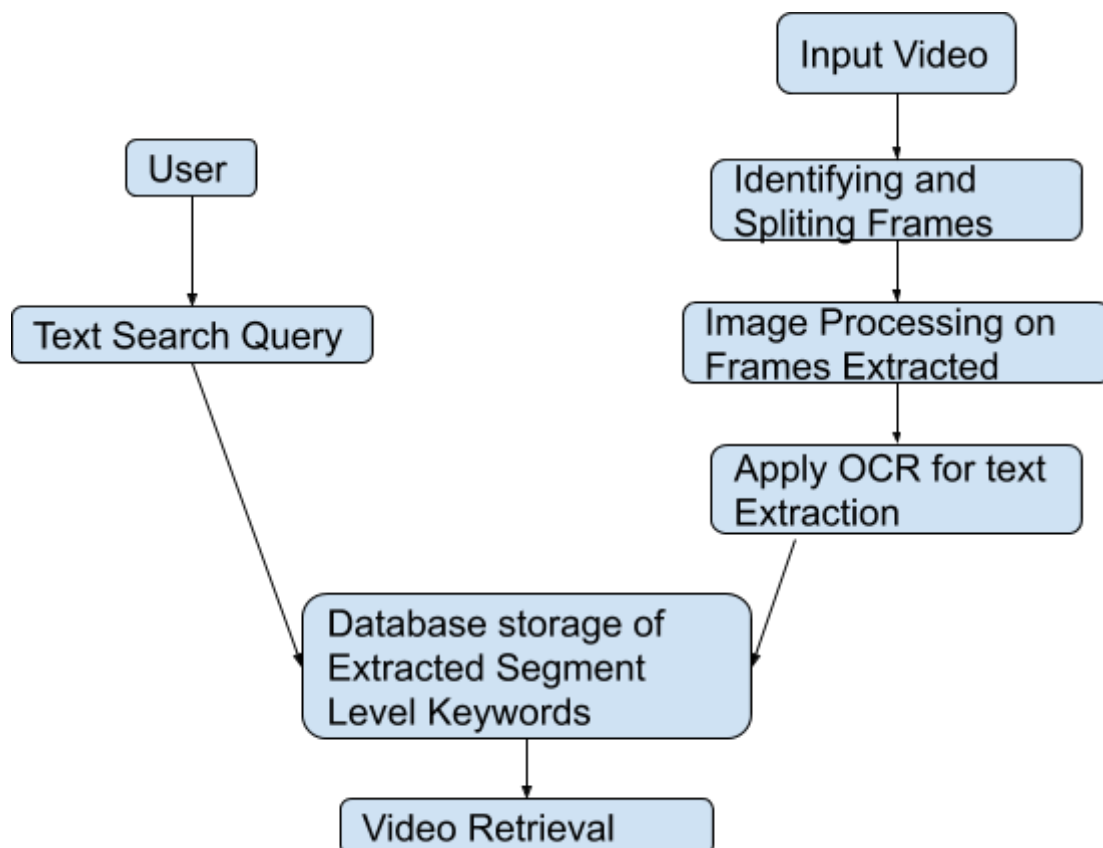 Input Video
User
Identifying and
Spliting Frames
Text Search Query
Image Processing on
Frames Extracted
Apply OCR for text
Extraction
Database storage of
Extracted Segment
Level Keywords
Video Retrieval